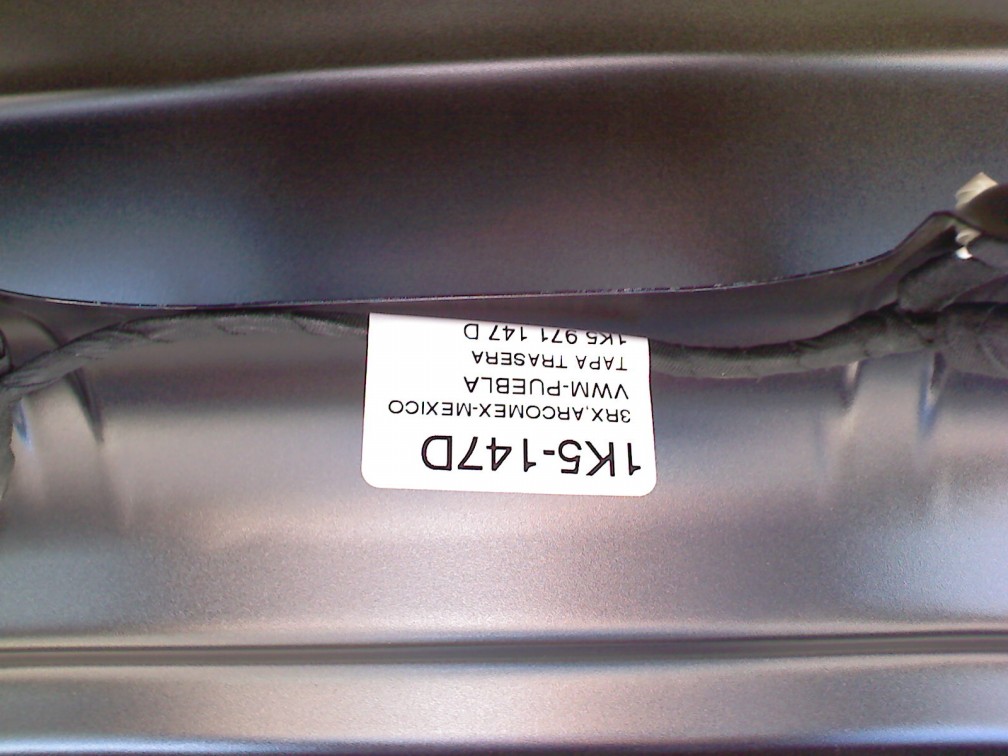 1K5-147D
3RX,ARCOMEX-MEXICO
VWM-PUEBLA
TAPA TRASERA
1K5 971 147 D